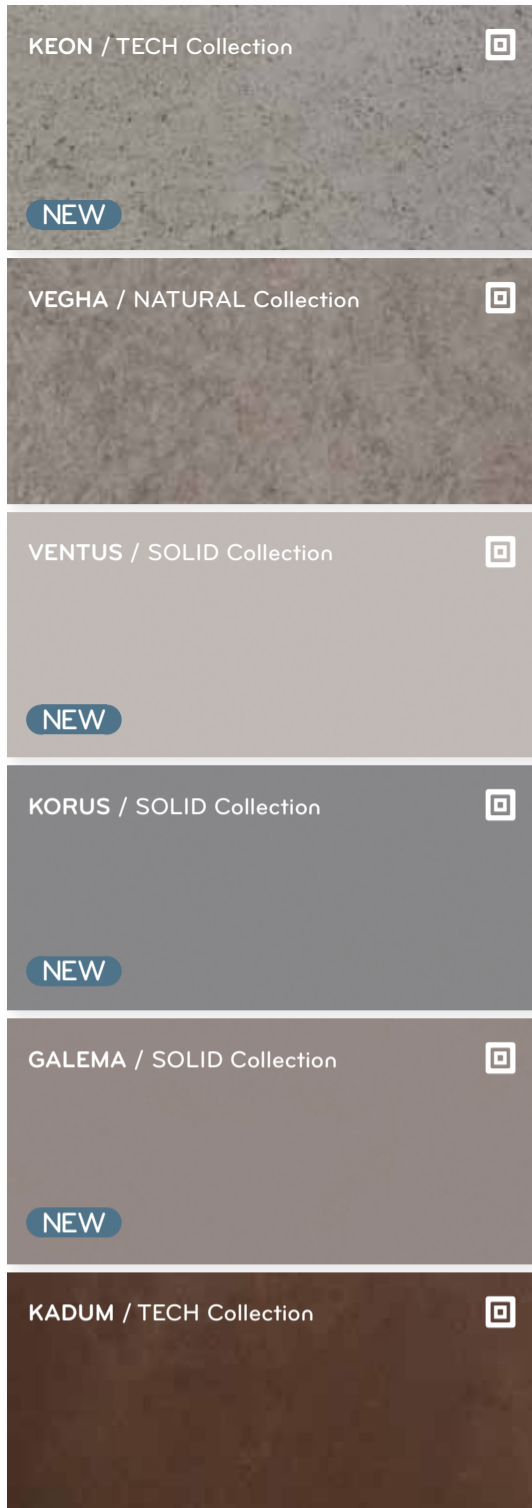 KEON / TECH Collection
NEW
VEGHA / NATURAL Collection
VENTUS / SOLID Collection
NEW
KORUS / SOLID Collection
NEW
GALEMA / SOLID Collection
NEW
KADUM / TECH Collection